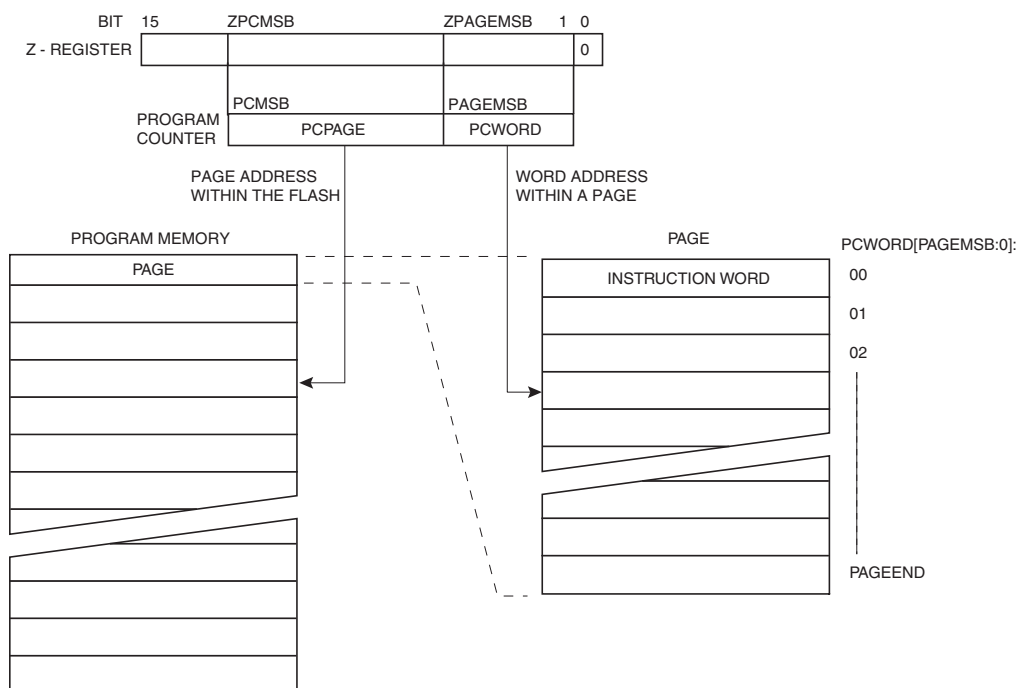 BIT 15 ZPCMSB ZPAGEMSB 1 0
Z - REGISTER 0
PCMSB PAGEMSB
PROGRAM
COUNTER
PCPAGE PCWORD
PAGE ADDRESS
WITHIN THE FLASH
WORD ADDRESS
WITHIN A PAGE
PROGRAM MEMORY
PAGE
PAGE
INSTRUCTION WORD
PCWORD[PAGEMSB:0]:
00
01
02
PAGEEND